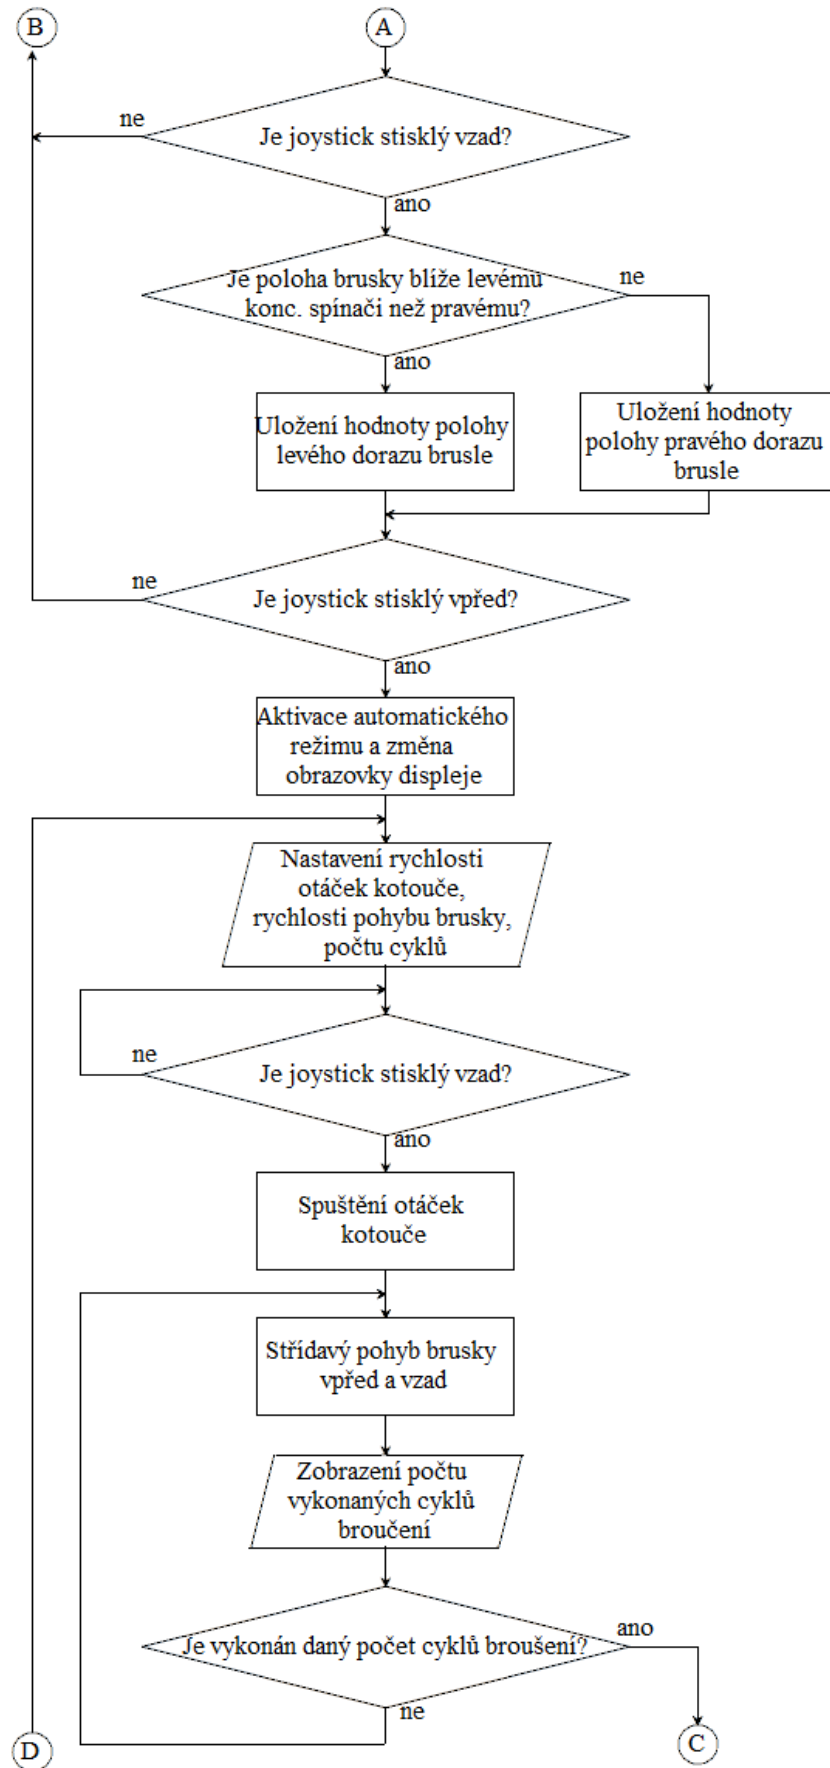 B
A
ne
Je joystick stisklý vzad?
ano
Je poloha brusky blíže levému
konc. spínači než pravému?
ne
ano
Uložení hodnoty polohy
levého dorazu brusle
Uložení hodnoty
polohy pravého dorazu
brusle
ne
Je joystick stisklý vpřed?
ano
Aktivace automatického
režimu a změna
obrazovky displeje
Nastavení rychlosti
otáček kotouče,
rychlosti pohybu brusky,
počtu cyklů
ne
Je joystick stisklý vzad?
ano
Spuštění otáček
kotouče
Střídavý pohyb brusky
vpřed a vzad
Zobrazení počtu
vykonaných cyklů
broučení
Je vykonán daný počet cyklů broušení?
ano
ne
D
C